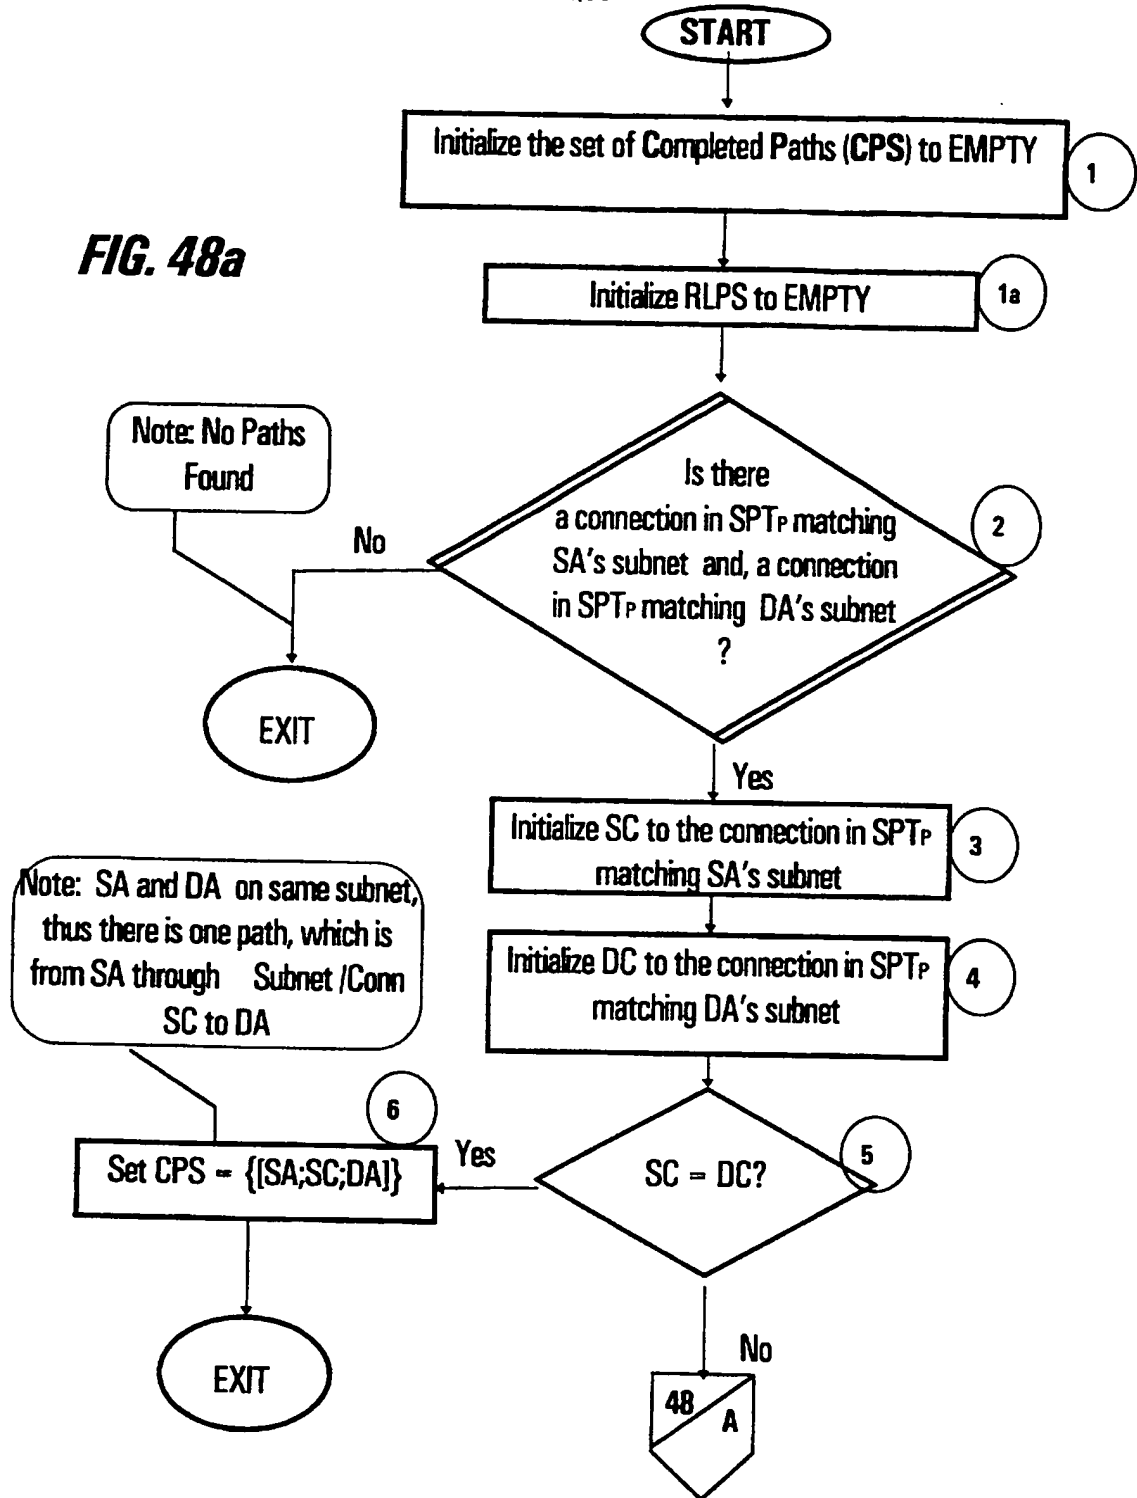 START
Initialize the set of Completed Paths (CPS) to EMPTY
1
FIG. 48a
Initialize RLPS to EMPTY
1a
Note: No Paths
Found
Is there
a connection in SPTP matching
SA's subnet and, a connection
in SPTP matching DA's subnet
?
2
No
EXIT
Yes
Initialize SC to the connection in SPTP
matching SA's subnet
3
Note: SA and DA on same subnet,
thus there is one path, which is
from SA through Subnet /Conn
SC to DA
Initialize DC to the connection in SPTP
matching DA's subnet
4
6
Set CPS = {[SA;SC;DA]}
Yes
SC = DC?
5
EXIT
No
48
A